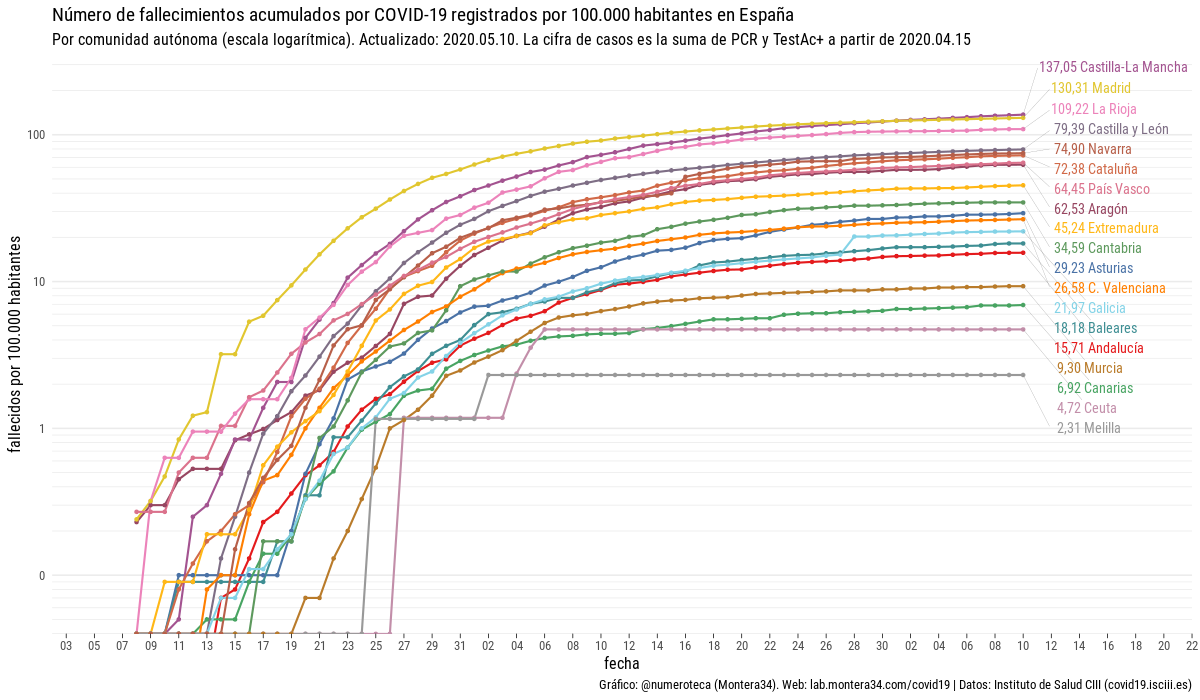 Número de fallecimientos acumulados por COVID-19 registrados por 100.000 habitantes en España
Por comunidad autónoma (escala logarítmica). Actualizado: 2020.05.10. La cifra de casos es la suma de PCR y TestAc+ a partir de 2020.04.15
137,05 Castilla-La Mancha
130,31 Madrid
109,22 La Rioja
79,39 Castilla y León
74,90 Navarra
72,38 Cataluña
64,45 País Vasco
62,53 Aragón
45,24 Extremadura
34,59 Cantabria
29,23 Asturias
26,58 C. Valenciana
21,97 Galicia
18,18 Baleares
15,71 Andalucía
9,30 Murcia
6,92 Canarias
4,72 Ceuta
2,31 Melilla
fallecidos por 100.000 habitantes
100
10
1
0
03 05 07 09 11 13 15 17 19 21 23 25 27 29 31 02 04 06 08 10 12 14 16 18 20 22 24 26 28 30 02 04 06 08 10 12 14 16 18 20 22
fecha
Gráfico: @numeroteca (Montera34). Web: lab.montera34.com/covid19 | Datos: Instituto de Salud CIII (covid19.isciii.es)